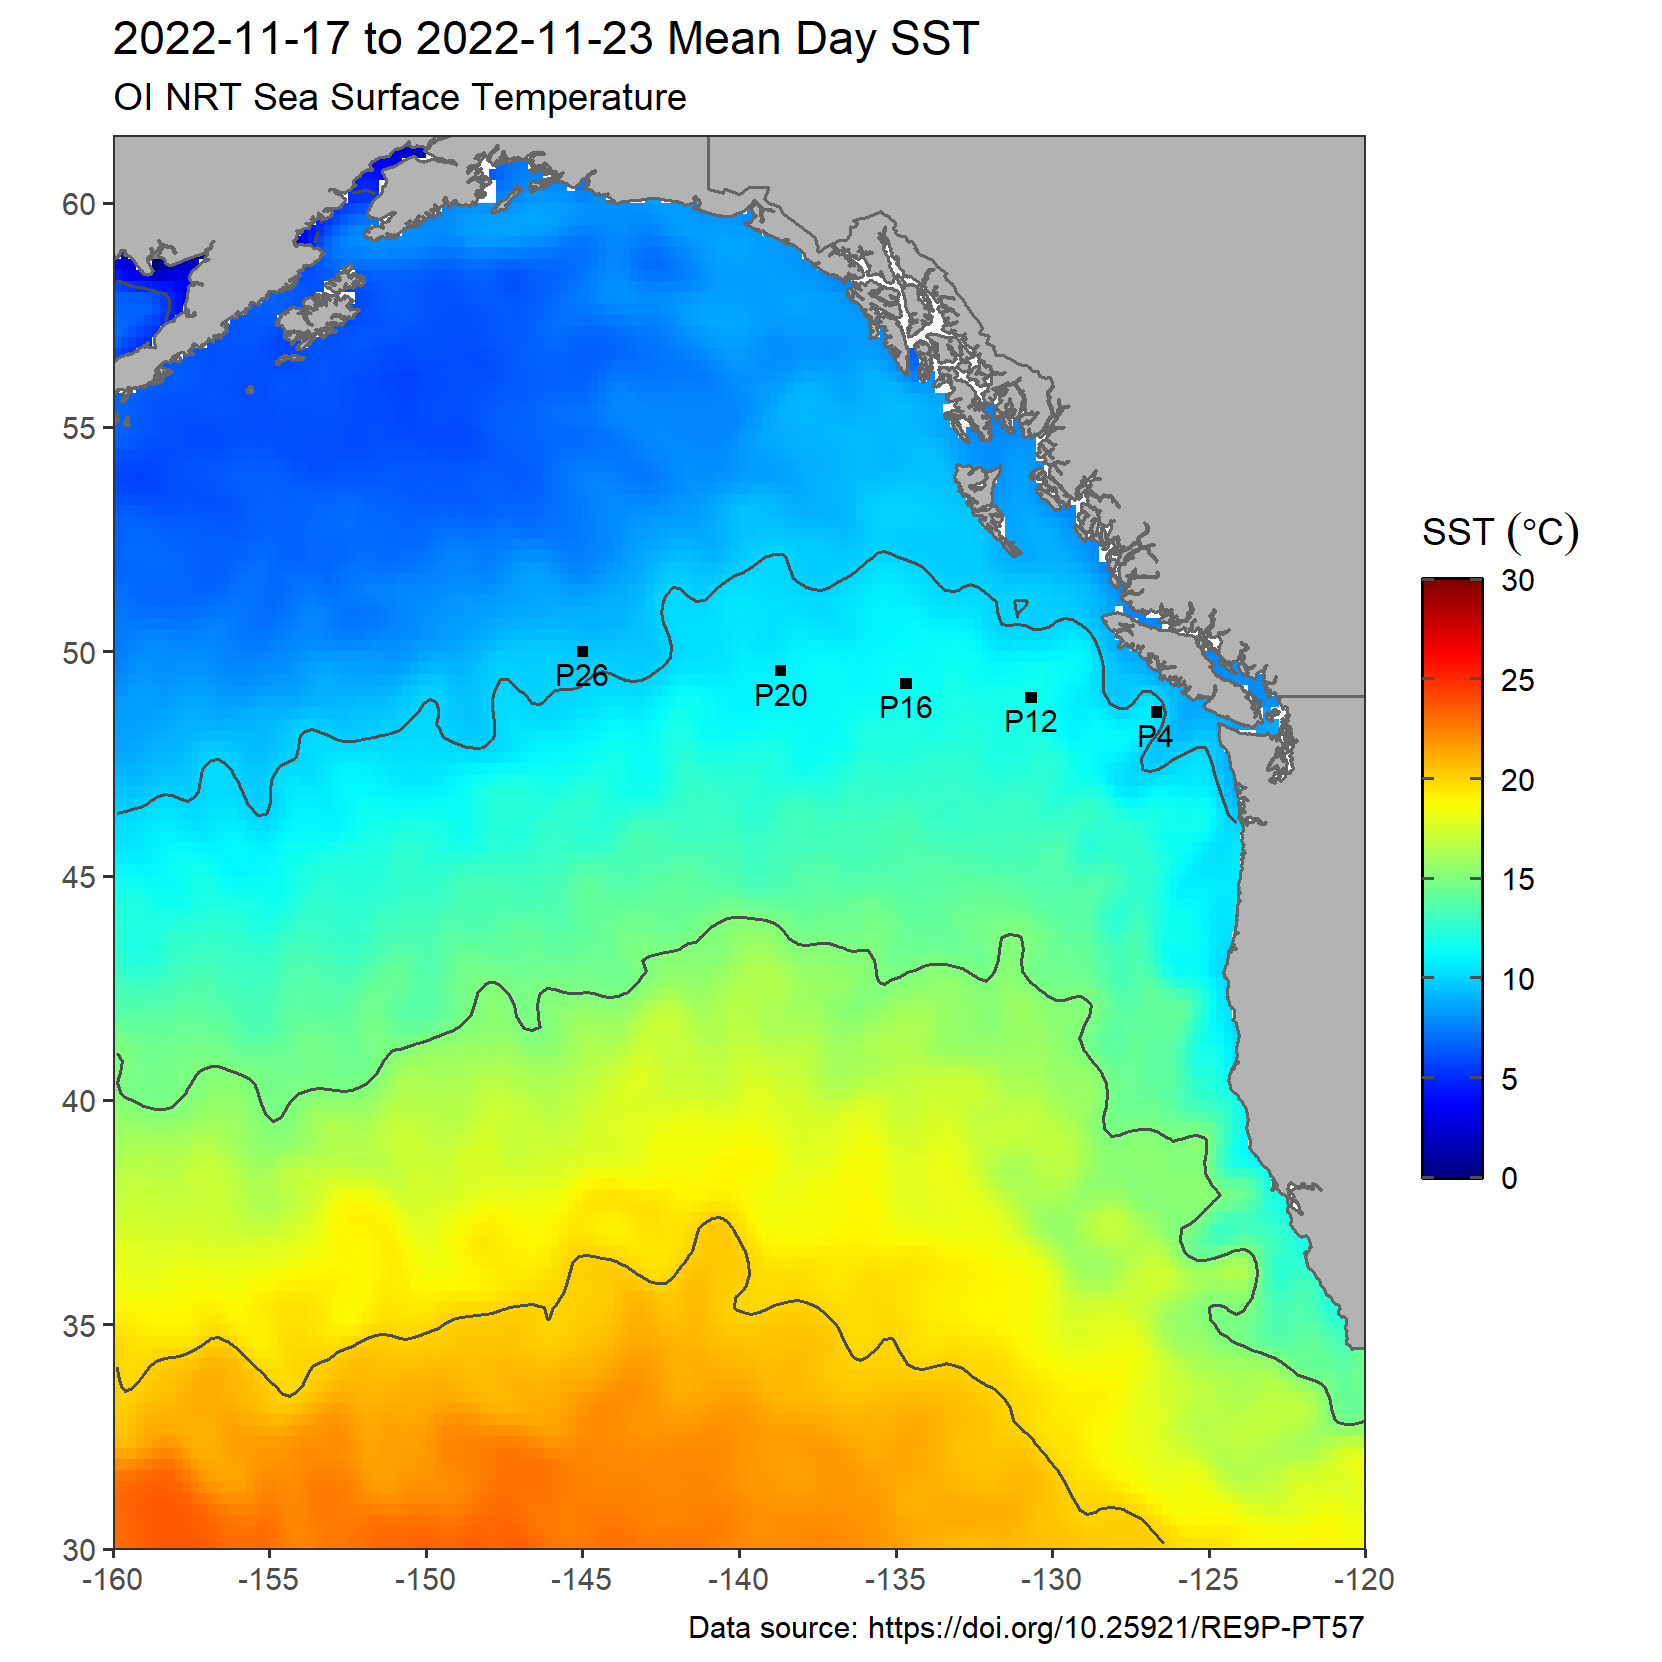 2022-11-17 to 2022-11-23 Mean Day SST
OI NRT Sea Surface Temperature
60
55
50
45
40
35
30
P26
P20
P16
P12
P4
SST (°C)
30
25
20
15
10
5
0
-160
-155
-150
-145
-140
-135
-130
-125
-120
Data source: https://doi.org/10.25921/RE9P-PT57